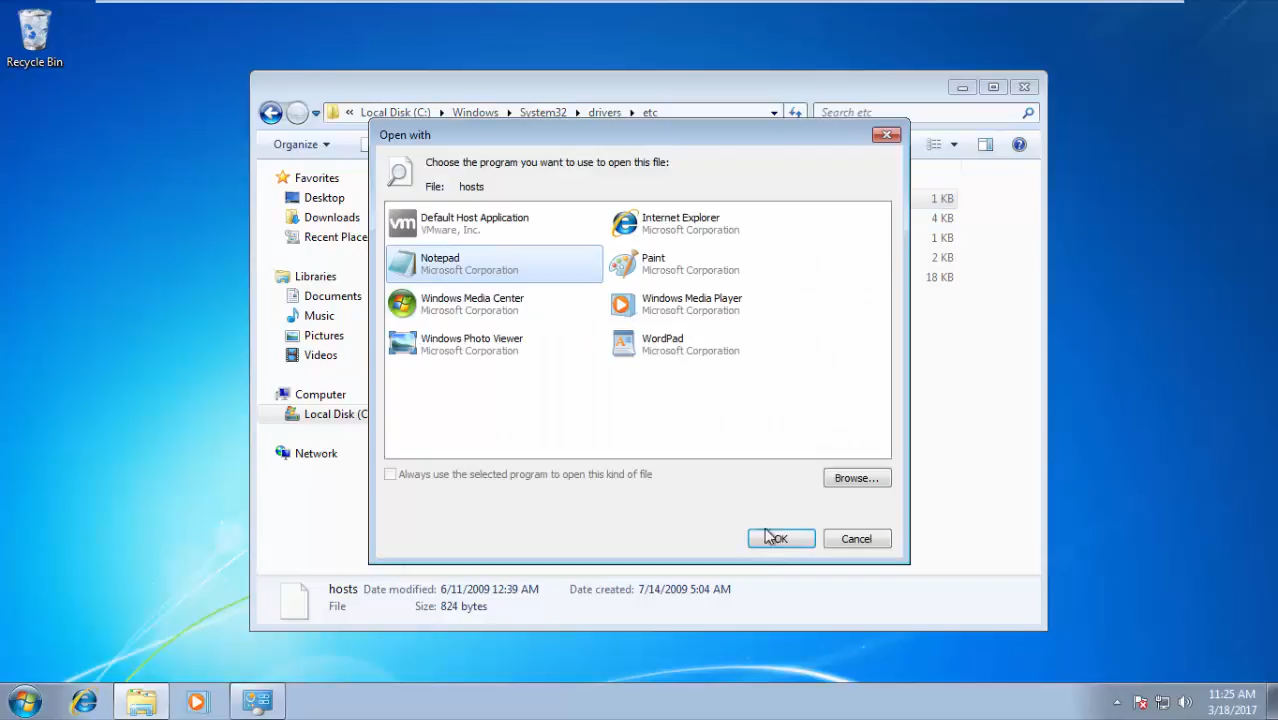 Recycle Bin
« Local Disk (C:) Windows System32 drivers etc
Search etc
Organize
Open with
Choose the program you want to use to open this file:
File: hosts
Favorites
Desktop
Downloads
Recent Place
Libraries
Documents
Music
Pictures
Videos
Computer
Local Disk (C
Network
Default Host Application
VMware, Inc.
Internet Explorer
Microsoft Corporation
Notepad
Microsoft Corporation
Paint
Microsoft Corporation
Windows Media Center
Microsoft Corporation
Windows Media Player
Microsoft Corporation
Windows Photo Viewer
Microsoft Corporation
WordPad
Microsoft Corporation
1 KB
4 KB
1 KB
2 KB
18 KB
Always use the selected program to open this kind of file
Browse...
OK
Cancel
hosts Date modified: 6/11/2009 12:39 AM Date created: 7/14/2009 5:04 AM
File Size: 824 bytes
11:25 AM
3/18/2017